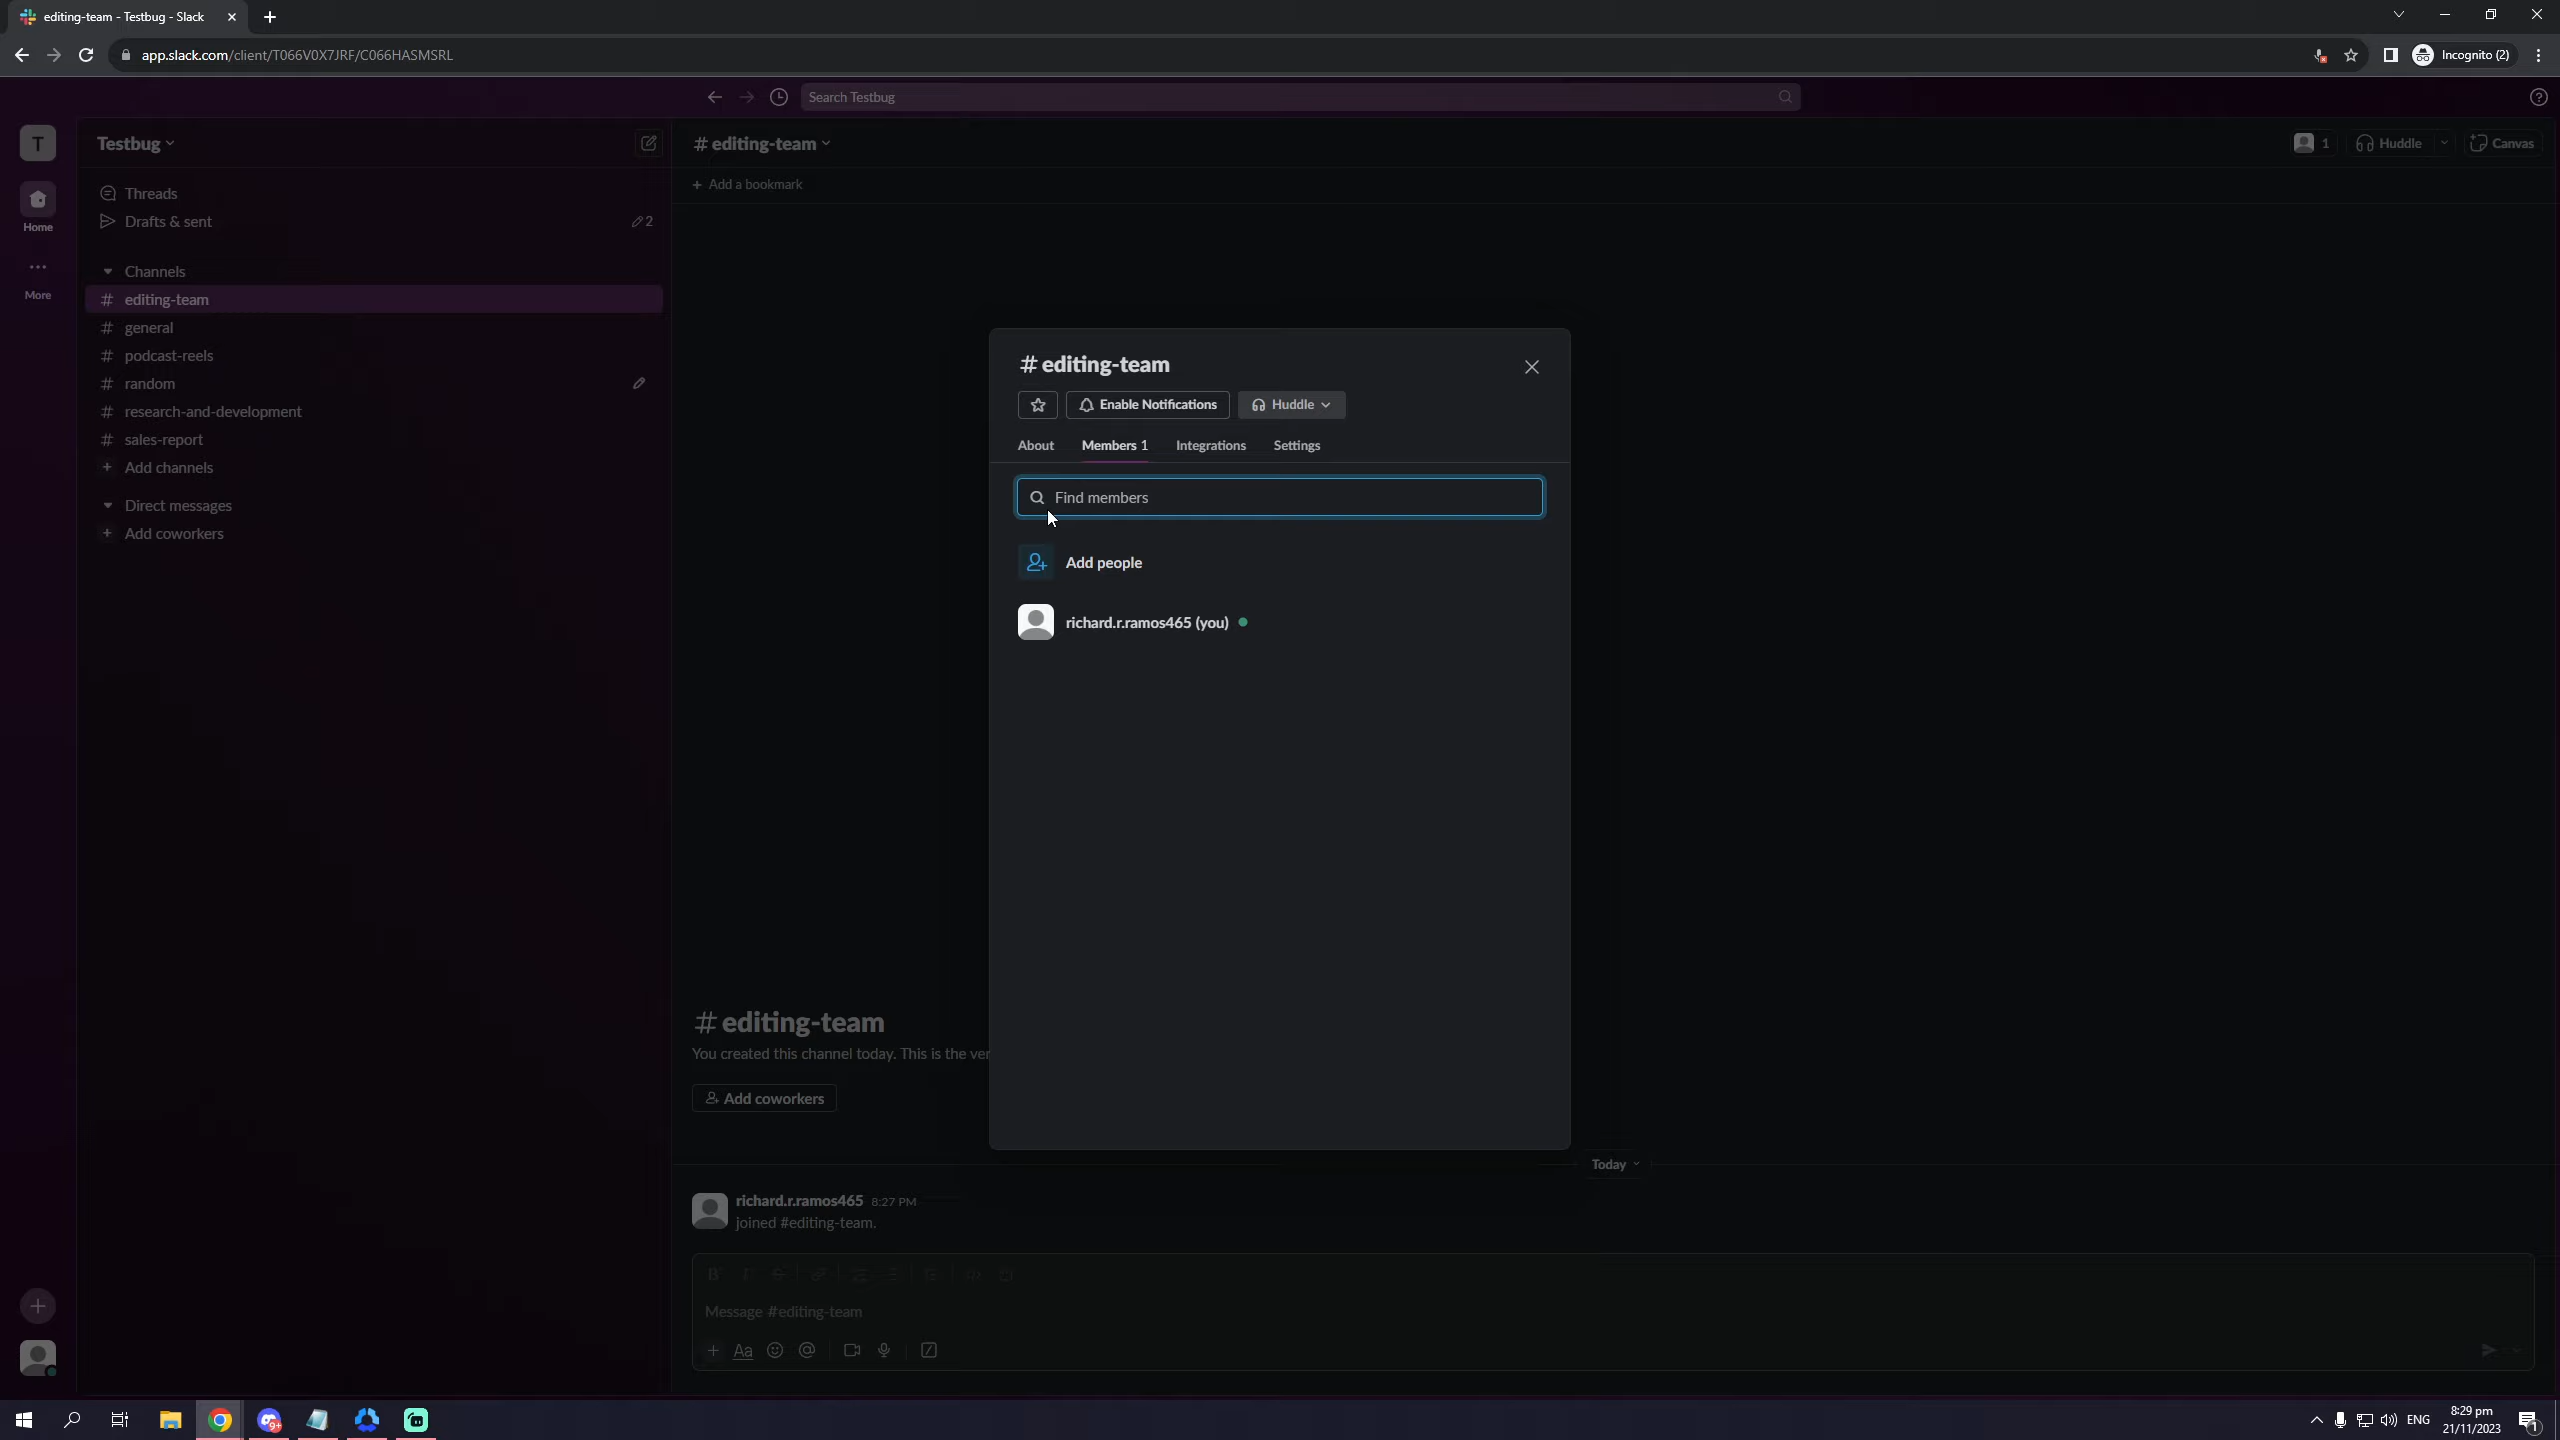 editing-team - Testbug - Slack
app.slack.com/client/T066V0X7JRF/C066HASMSRL
Incognito (2)
Search Testbug
T
Testbug
# editing-team
1
Huddle
Canvas
Add a bookmark
Threads
Drafts & sent
2
Home
More
Channels
# editing-team
# general
# podcast-reels
# random
# research-and-development
# sales-report
+ Add channels
Direct messages
+ Add coworkers
# editing-team
Enable Notifications
Huddle
About
Members 1
Integrations
Settings
Find members
Add people
richard.r.ramos465 (you)
# editing-team
You created this channel today. This is the ver
Add coworkers
Today
richard.r.ramos465 8:27 PM
joined #editing-team.
Message #editing-team
Aa
9+
ENG
8:29 pm
21/11/2023
1